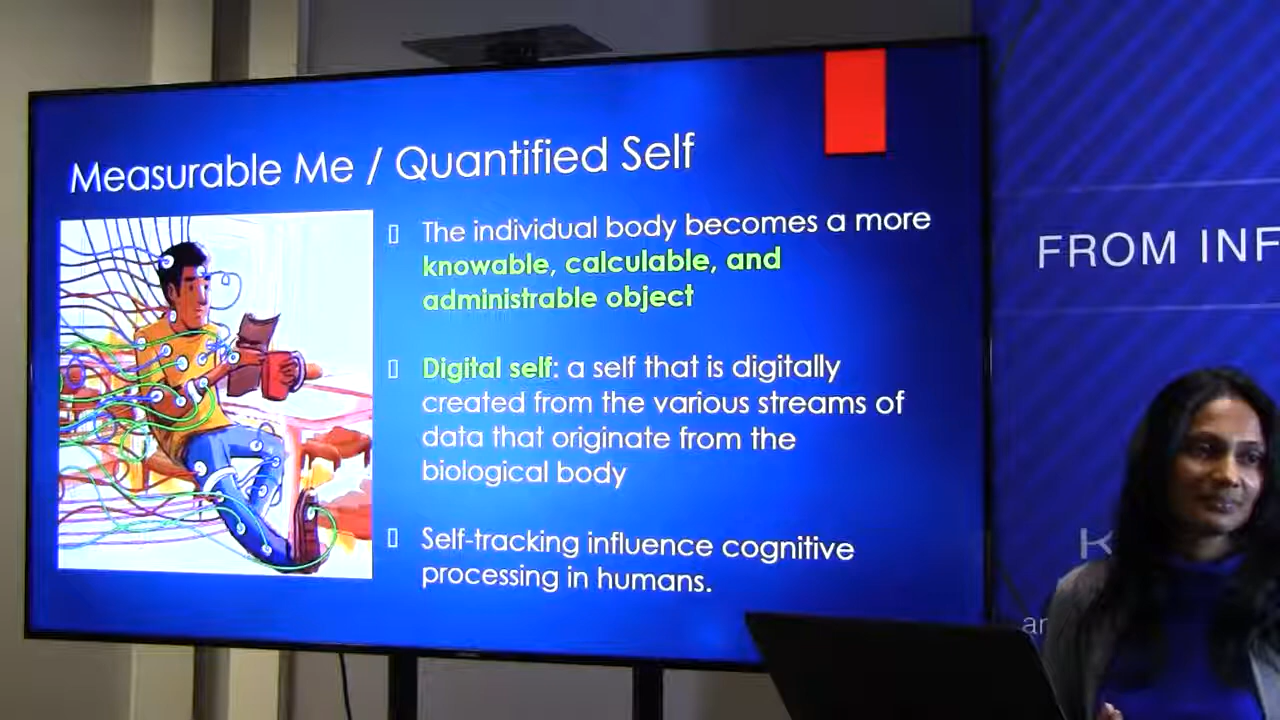 Measurable Me / Quantified Self
The individual body becomes a more
knowable, calculable, and
administrable object
Digital self: a self that is digitally
created from the various streams of
data that originate from the
biological body
Self-tracking influence cognitive
processing in humans.
FROM INF
K
ar